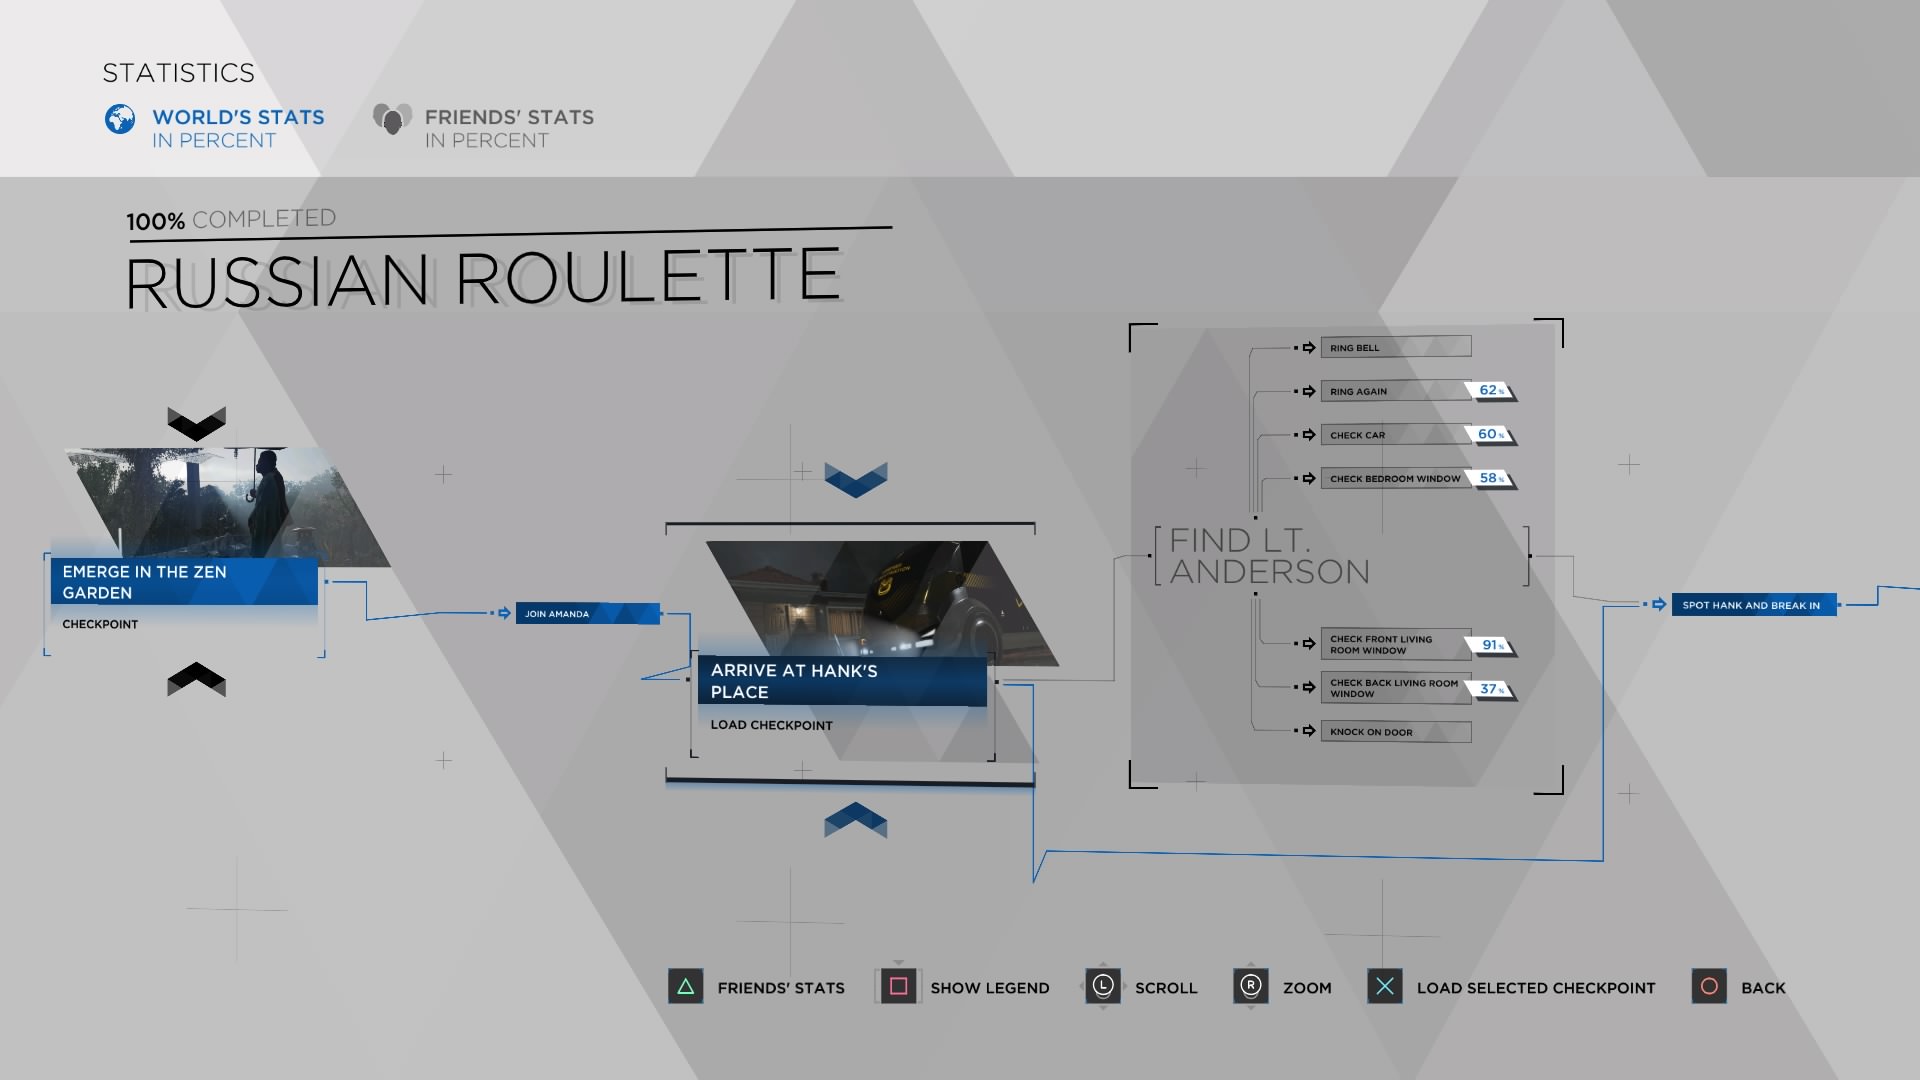 STATISTICS
WORLD'S STATS
IN PERCENT
FRIENDS' STATS
IN PERCENT
100% COMPLETED
RUSSIAN ROULETTE
EMERGE IN THE ZEN
GARDEN
CHECKPOINT
JOIN AMANDA
ARRIVE AT HANK'S
PLACE
LOAD CHECKPOINT
RING BELL
RING AGAIN 62%
CHECK CAR 60%
CHECK BEDROOM WINDOW 58%
FIND LT.
ANDERSON
CHECK FRONT LIVING
ROOM WINDOW 91%
CHECK BACK LIVING ROOM
WINDOW 37%
KNOCK ON DOOR
SPOT HANK AND BREAK IN
FRIENDS' STATS
SHOW LEGEND
L SCROLL
R ZOOM
LOAD SELECTED CHECKPOINT
BACK